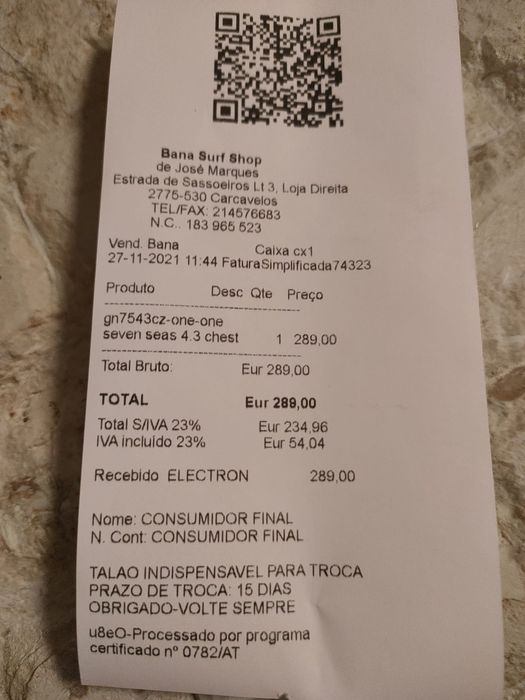 Bana Surf Shop
de José Marques
Estrada de Sassoeiros Lt 3, Loja Direita
2775-530 Carcavelos
TEL/FAX: 214576683
N.C.. 183 965 523
Vend. Bana Caixa cx1
27-11-2021 11:44 FaturaSimplificada74323
Produto Desc Qte Preço
gn7543cz-one-one
seven seas 4.3 chest 1 289,00
Total Bruto: Eur 289,00
TOTAL Eur 289,00
Total S/IVA 23% Eur 234,96
IVA incluido 23% Eur 54,04
Recebido ELECTRON 289,00
Nome: CONSUMIDOR FINAL
N. Cont: CONSUMIDOR FINAL
TALAO INDISPENSAVEL PARA TROCA
PRAZO DE TROCA: 15 DIAS
OBRIGADO-VOLTE SEMPRE
u8eO-Processado por programa
certificado nº 0782/AT